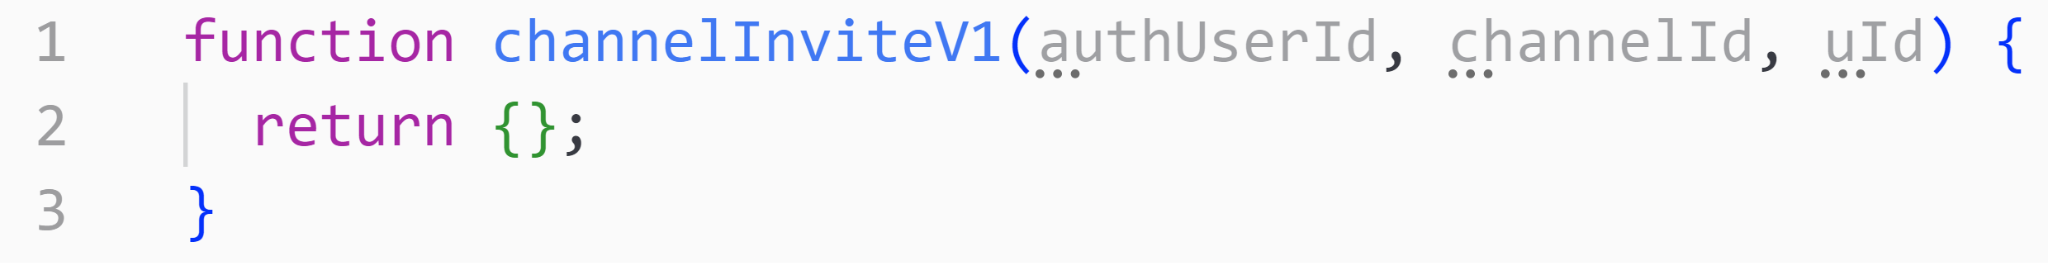 1 function channelInviteV1(authUserId, channelId, uId) {
2 return {};
3 }